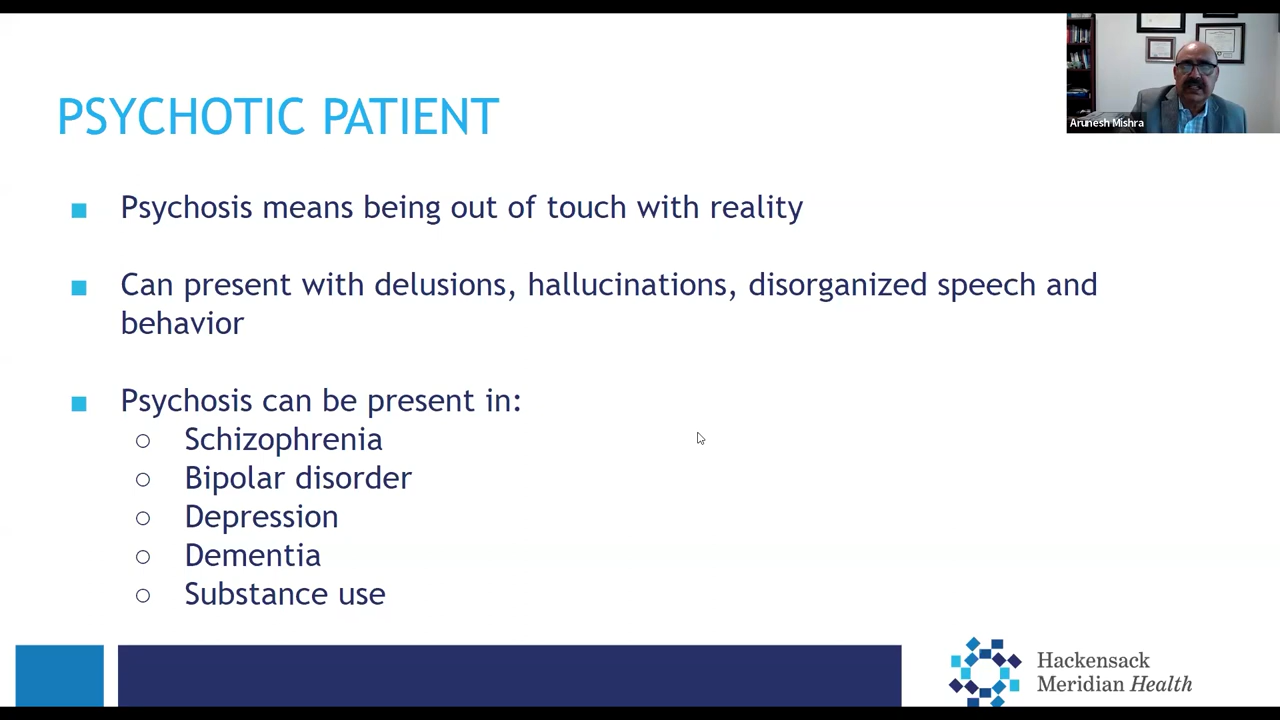 PSYCHOTIC PATIENT
Arunesh Mishra
■ Psychosis means being out of touch with reality
■ Can present with delusions, hallucinations, disorganized speech and
behavior
■ Psychosis can be present in:
○ Schizophrenia
○ Bipolar disorder
○ Depression
○ Dementia
○ Substance use
Hackensack
Meridian Health